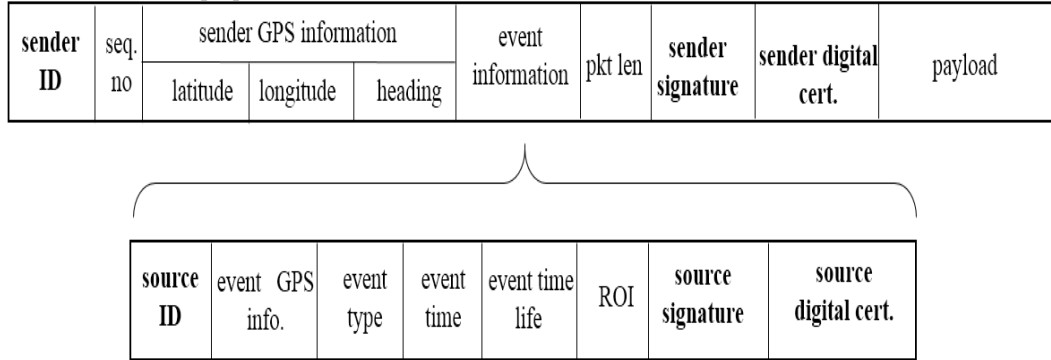 sender ID
seq. no
sender GPS information
latitude
longitude
heading
event information
pkt len
sender signature
sender digital cert.
payload
source ID
event GPS info.
event type
event time
event time life
ROI
source signature
source digital cert.